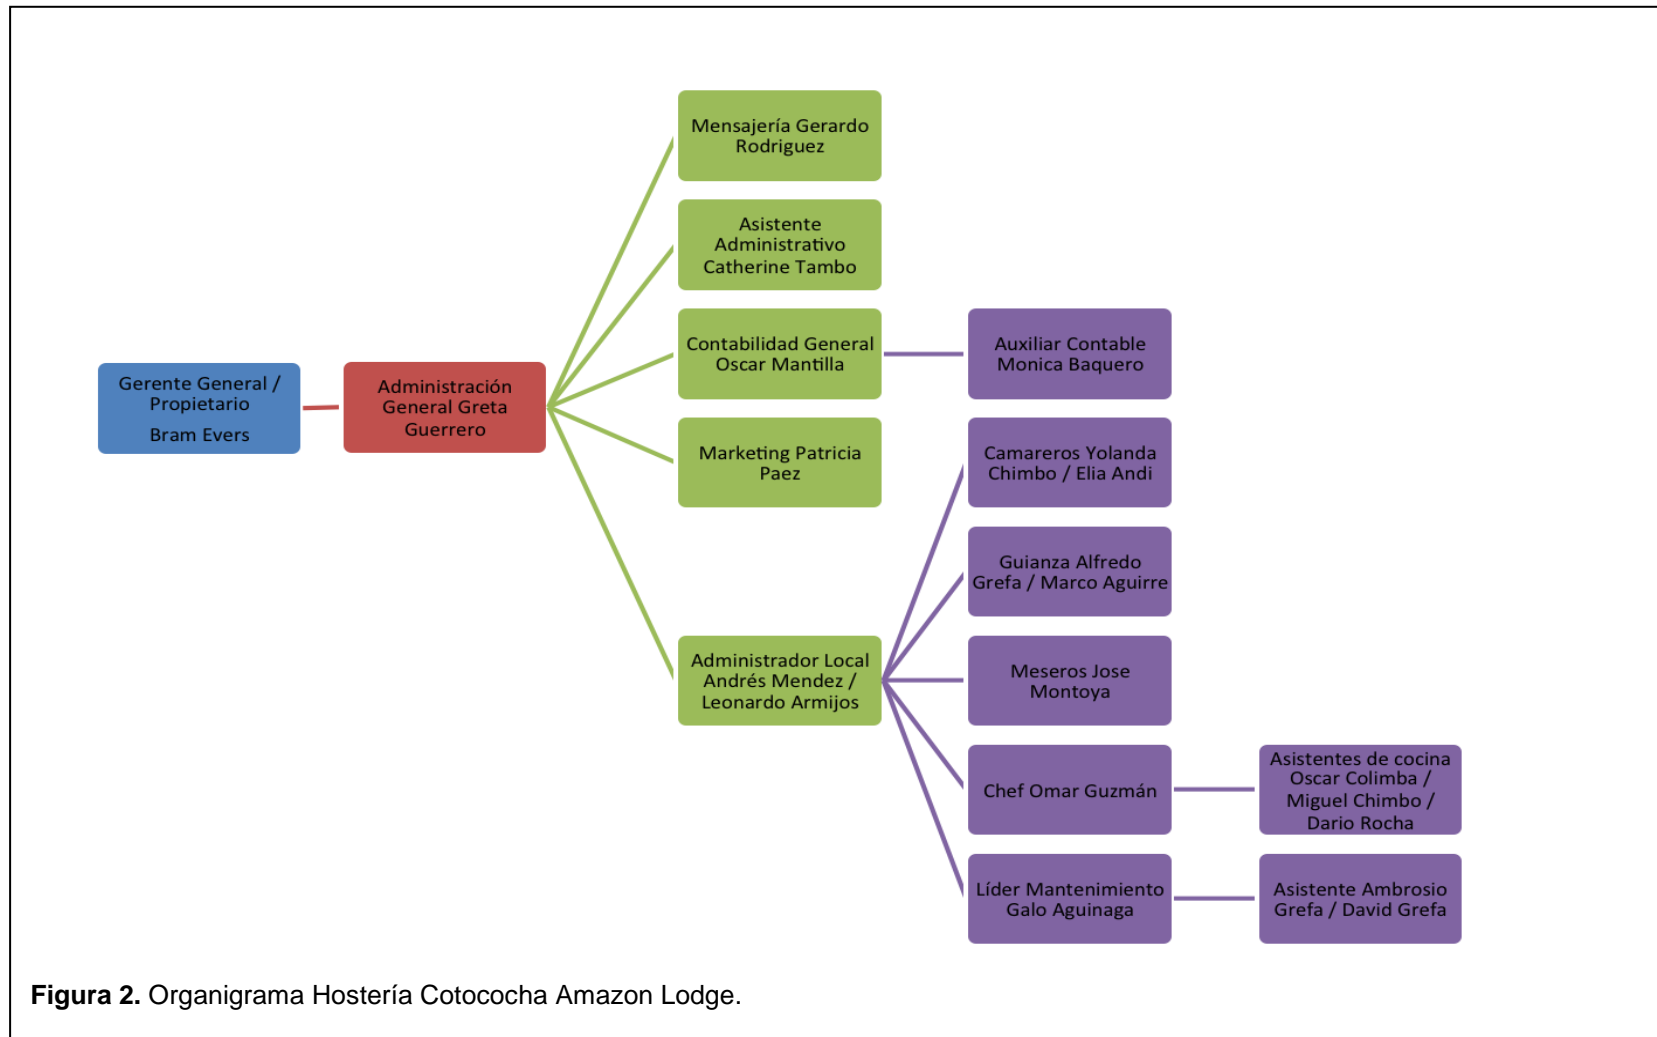 Mensajería Gerardo
Rodriguez
Asistente
Administrativo
Catherine Tambo
Contabilidad General
Oscar Mantilla
Auxiliar Contable
Monica Baquero
Gerente General /
Propietario
Bram Evers
Administración
General Greta
Guerrero
Marketing Patricia
Paez
Camareros Yolanda
Chimbo / Elia Andi
Guianza Alfredo
Grefa / Marco Aguirre
Administrador Local
Andrés Mendez /
Leonardo Armijos
Meseros Jose
Montoya
Chef Omar Guzmán
Asistentes de cocina
Oscar Colimba /
Miguel Chimbo /
Dario Rocha
Líder Mantenimiento
Galo Aguinaga
Asistente Ambrosio
Grefa / David Grefa
Figura 2. Organigrama Hostería Cotococha Amazon Lodge.